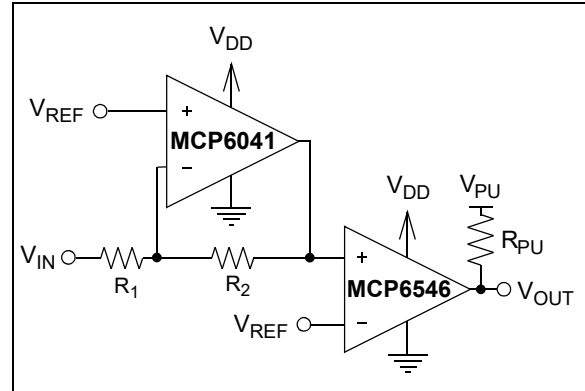 V_DD
V_REF
+
MCP6041
−
V_DD
V_PU
V_IN
R_1
R_2
R_PU
+
MCP6546
V_OUT
V_REF
−